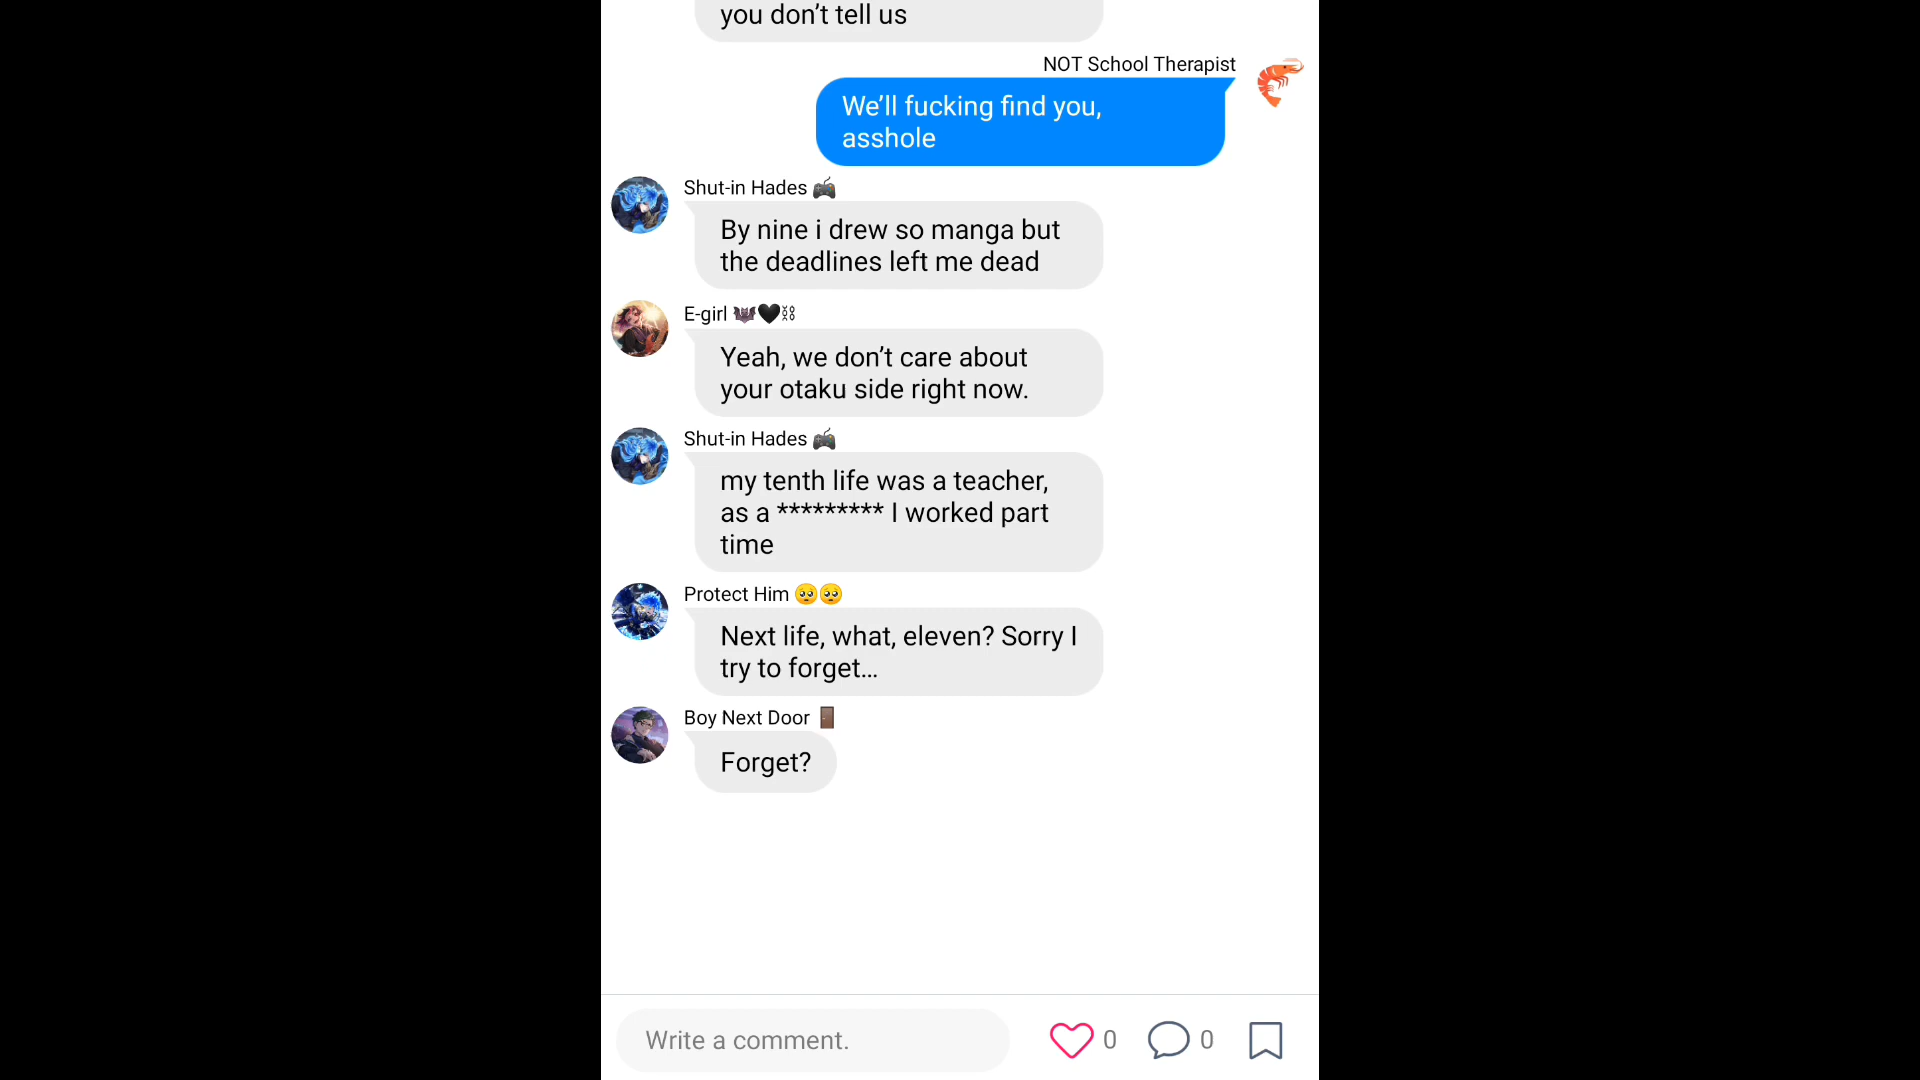 you don’t tell us
NOT School Therapist
We’ll fucking find you,
asshole
Shut-in Hades 🎮
By nine i drew so manga but
the deadlines left me dead
E-girl 🦇🖤⛓
Yeah, we don’t care about
your otaku side right now.
Shut-in Hades 🎮
my tenth life was a teacher,
as a ********* I worked part
time
Protect Him 🥺🥺
Next life, what, eleven? Sorry I
try to forget...
Boy Next Door 🚪
Forget?
Write a comment.
0
0